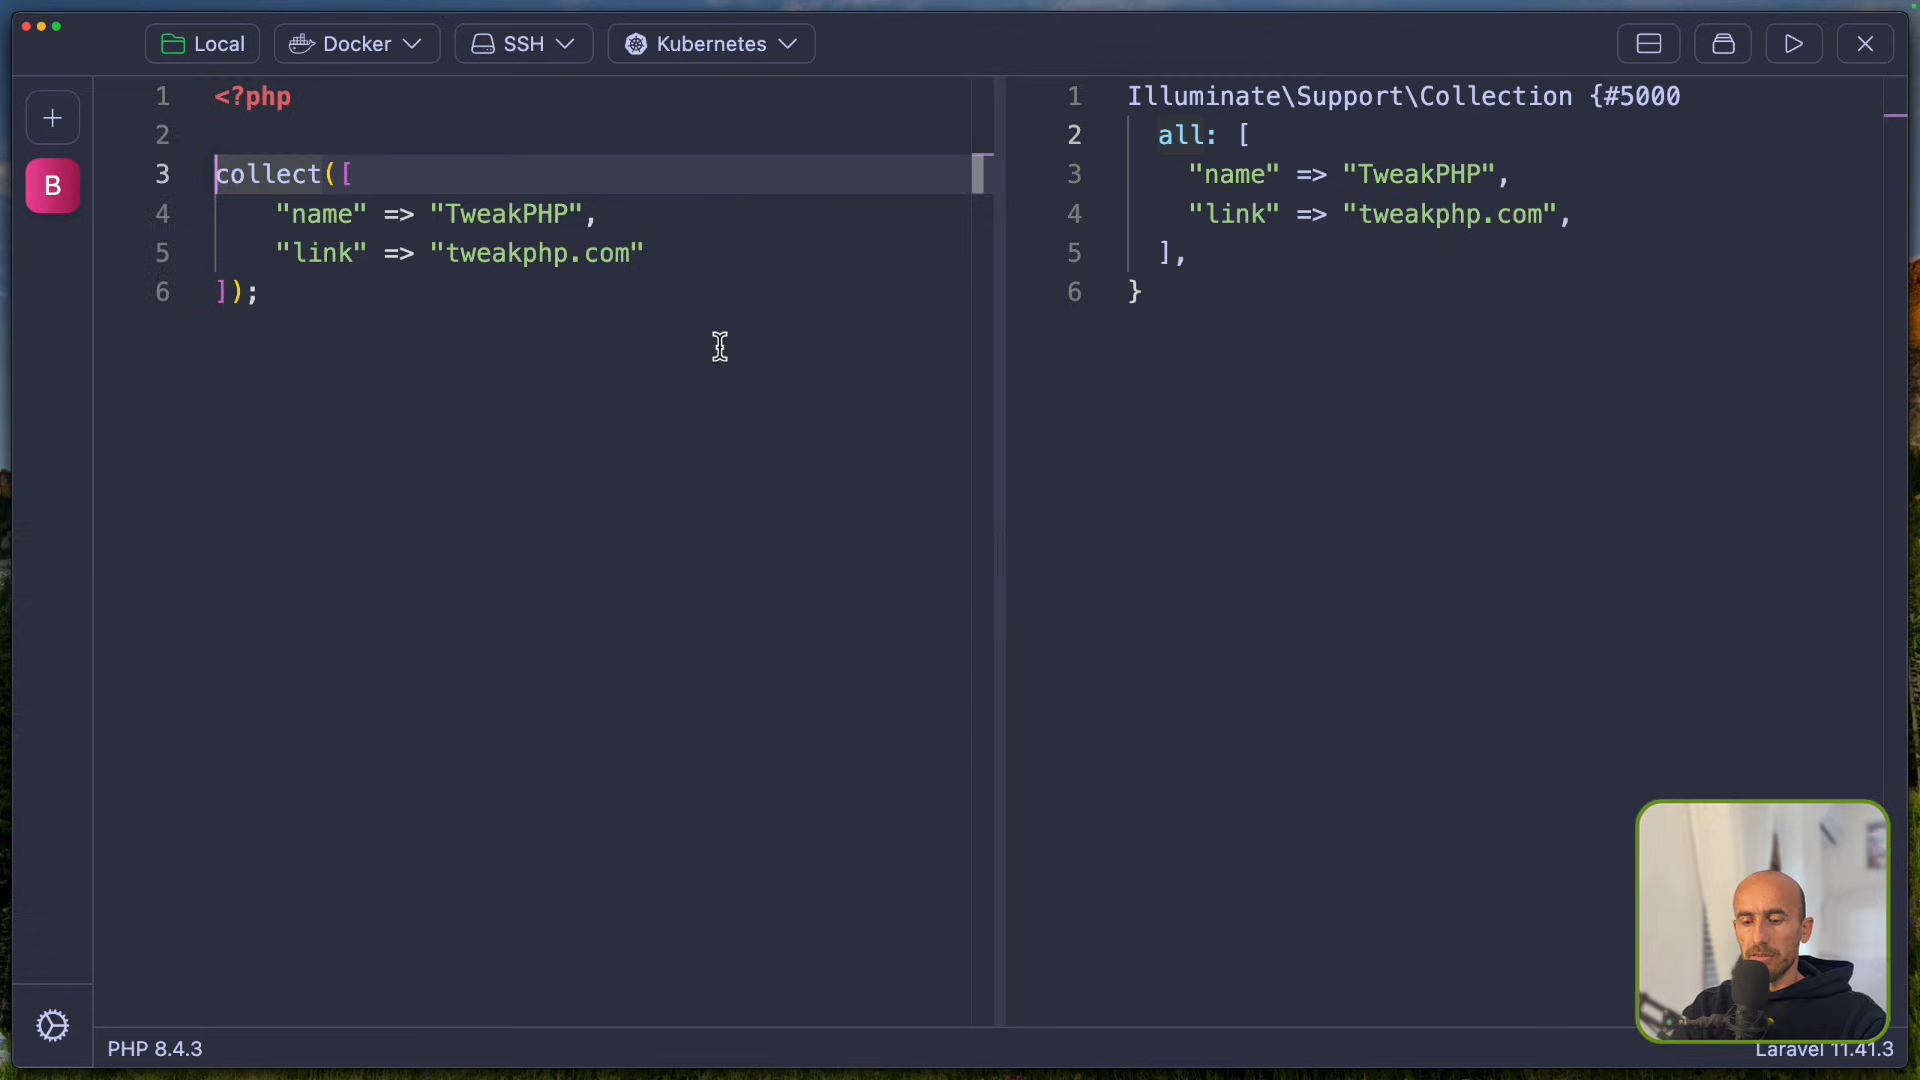 Local Docker SSH Kubernetes
B
1 <?php
2
3 collect([
4 "name" => "TweakPHP",
5 "link" => "tweakphp.com"
6 ]);
1 Illuminate\Support\Collection {#5000
2 all: [
3 "name" => "TweakPHP",
4 "link" => "tweakphp.com",
5 ],
6 }
PHP 8.4.3
Laravel 11.41.3